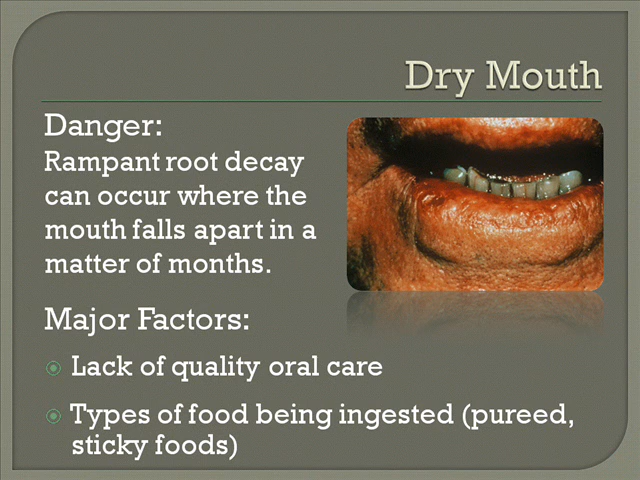 Dry Mouth
Danger:
Rampant root decay
can occur where the
mouth falls apart in a
matter of months.
Major Factors:
Lack of quality oral care
Types of food being ingested (pureed,
sticky foods)